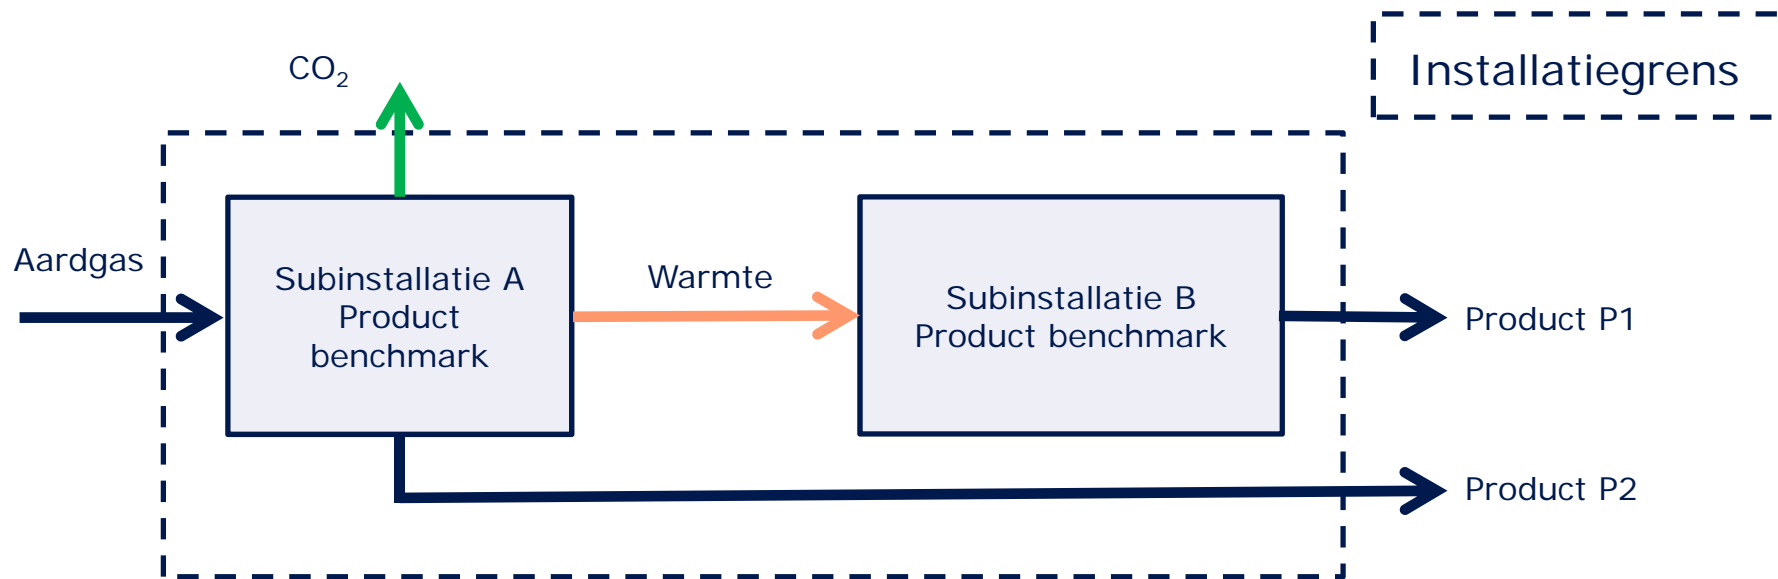 CO₂
Installatiegrens
Aardgas
Subinstallatie A
Product
benchmark
Warmte
Subinstallatie B
Product benchmark
Product P1
Product P2